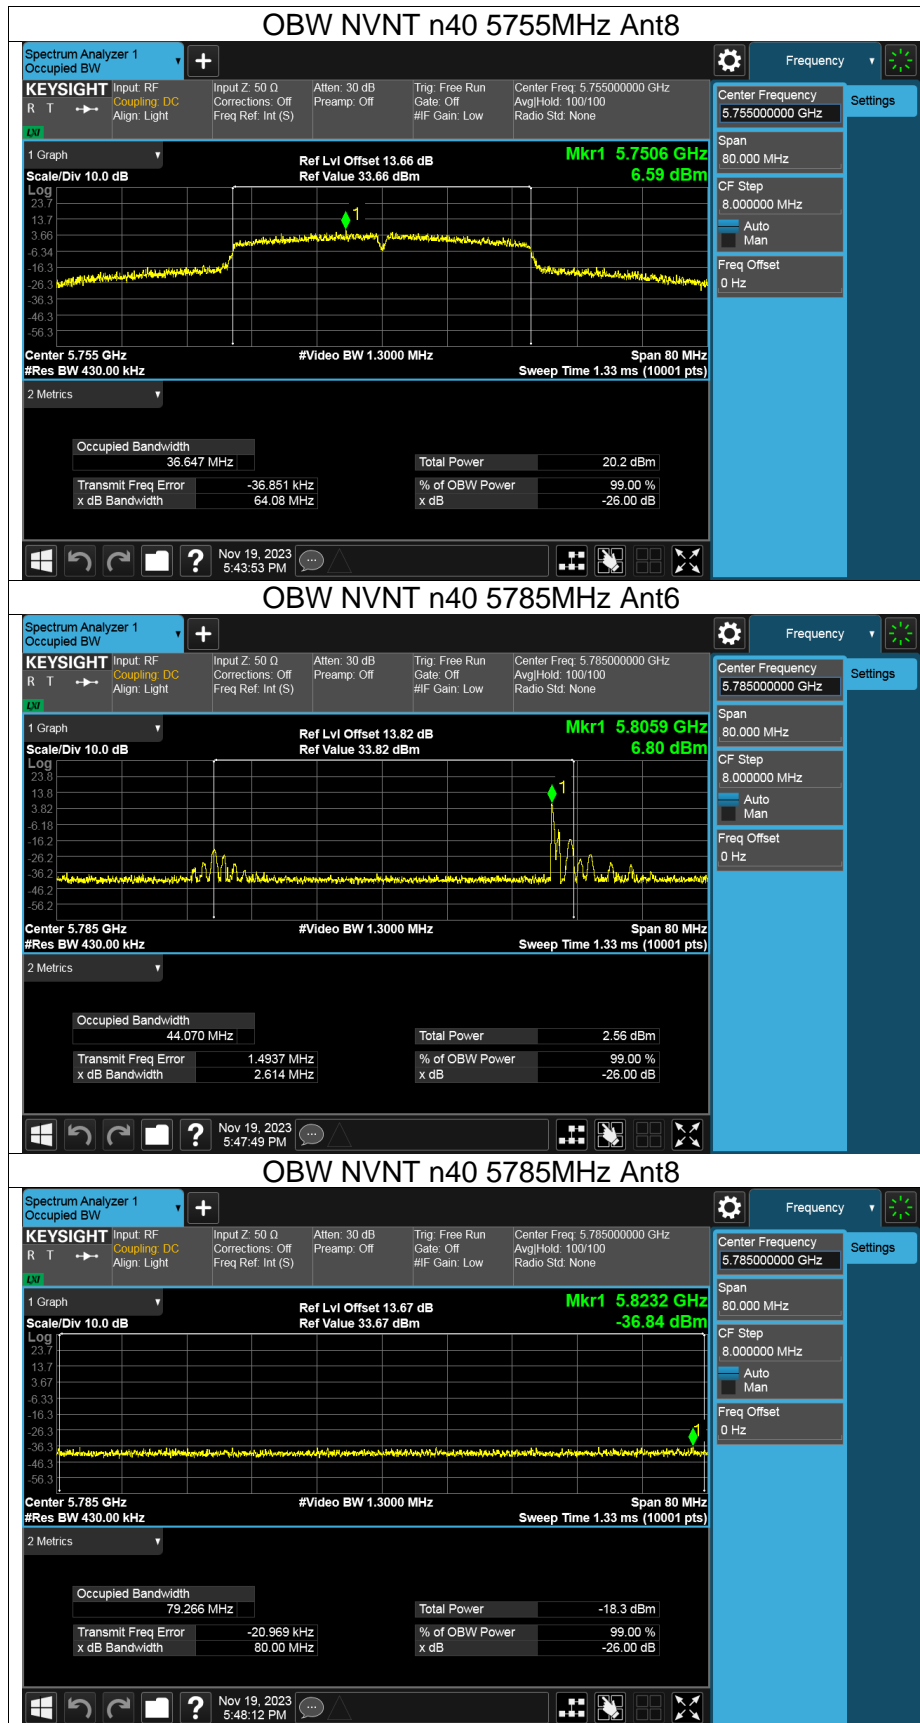 OBW NVNT n40 5755MHz Ant8
Spectrum Analyzer 1
Occupied BW
+
Frequency
KEYSIGHT
R T
LXI
Input: RF
Coupling: DC
Align: Light
Input Z: 50 Ω
Corrections: Off
Freq Ref: Int (S)
Atten: 30 dB
Preamp: Off
Trig: Free Run
Gate: Off
#IF Gain: Low
Center Freq: 5.755000000 GHz
Avg|Hold: 100/100
Radio Std: None
Center Frequency
5.755000000 GHz
Settings
Span
80.000 MHz
CF Step
8.000000 MHz
Auto
Man
Freq Offset
0 Hz
1 Graph
Scale/Div 10.0 dB
Ref Lvl Offset 13.66 dB
Ref Value 33.66 dBm
Mkr1 5.7506 GHz
6.59 dBm
Log
23.7
13.7
3.66
-6.34
-16.3
-26.3
-36.3
-46.3
-56.3
1
Center 5.755 GHz
#Video BW 1.3000 MHz
Span 80 MHz
#Res BW 430.00 kHz
Sweep Time 1.33 ms (10001 pts)
2 Metrics
Occupied Bandwidth
36.647 MHz
Total Power 20.2 dBm
Transmit Freq Error -36.851 kHz
% of OBW Power 99.00 %
x dB Bandwidth 64.08 MHz
x dB -26.00 dB
?
Nov 19, 2023
5:43:53 PM
OBW NVNT n40 5785MHz Ant6
Spectrum Analyzer 1
Occupied BW
+
Frequency
KEYSIGHT
R T
LXI
Input: RF
Coupling: DC
Align: Light
Input Z: 50 Ω
Corrections: Off
Freq Ref: Int (S)
Atten: 30 dB
Preamp: Off
Trig: Free Run
Gate: Off
#IF Gain: Low
Center Freq: 5.785000000 GHz
Avg|Hold: 100/100
Radio Std: None
Center Frequency
5.785000000 GHz
Settings
Span
80.000 MHz
CF Step
8.000000 MHz
Auto
Man
Freq Offset
0 Hz
1 Graph
Scale/Div 10.0 dB
Ref Lvl Offset 13.82 dB
Ref Value 33.82 dBm
Mkr1 5.8059 GHz
6.80 dBm
Log
23.8
13.8
3.82
-6.18
-16.2
-26.2
-36.2
-46.2
-56.2
1
Center 5.785 GHz
#Video BW 1.3000 MHz
Span 80 MHz
#Res BW 430.00 kHz
Sweep Time 1.33 ms (10001 pts)
2 Metrics
Occupied Bandwidth
44.070 MHz
Total Power 2.56 dBm
Transmit Freq Error 1.4937 MHz
% of OBW Power 99.00 %
x dB Bandwidth 2.614 MHz
x dB -26.00 dB
?
Nov 19, 2023
5:47:49 PM
OBW NVNT n40 5785MHz Ant8
Spectrum Analyzer 1
Occupied BW
+
Frequency
KEYSIGHT
R T
LXI
Input: RF
Coupling: DC
Align: Light
Input Z: 50 Ω
Corrections: Off
Freq Ref: Int (S)
Atten: 30 dB
Preamp: Off
Trig: Free Run
Gate: Off
#IF Gain: Low
Center Freq: 5.785000000 GHz
Avg|Hold: 100/100
Radio Std: None
Center Frequency
5.785000000 GHz
Settings
Span
80.000 MHz
CF Step
8.000000 MHz
Auto
Man
Freq Offset
0 Hz
1 Graph
Scale/Div 10.0 dB
Ref Lvl Offset 13.67 dB
Ref Value 33.67 dBm
Mkr1 5.8232 GHz
-36.84 dBm
Log
23.7
13.7
3.67
-6.33
-16.3
-26.3
-36.3
-46.3
-56.3
1
Center 5.785 GHz
#Video BW 1.3000 MHz
Span 80 MHz
#Res BW 430.00 kHz
Sweep Time 1.33 ms (10001 pts)
2 Metrics
Occupied Bandwidth
79.266 MHz
Total Power -18.3 dBm
Transmit Freq Error -20.969 kHz
% of OBW Power 99.00 %
x dB Bandwidth 80.00 MHz
x dB -26.00 dB
?
Nov 19, 2023
5:48:12 PM